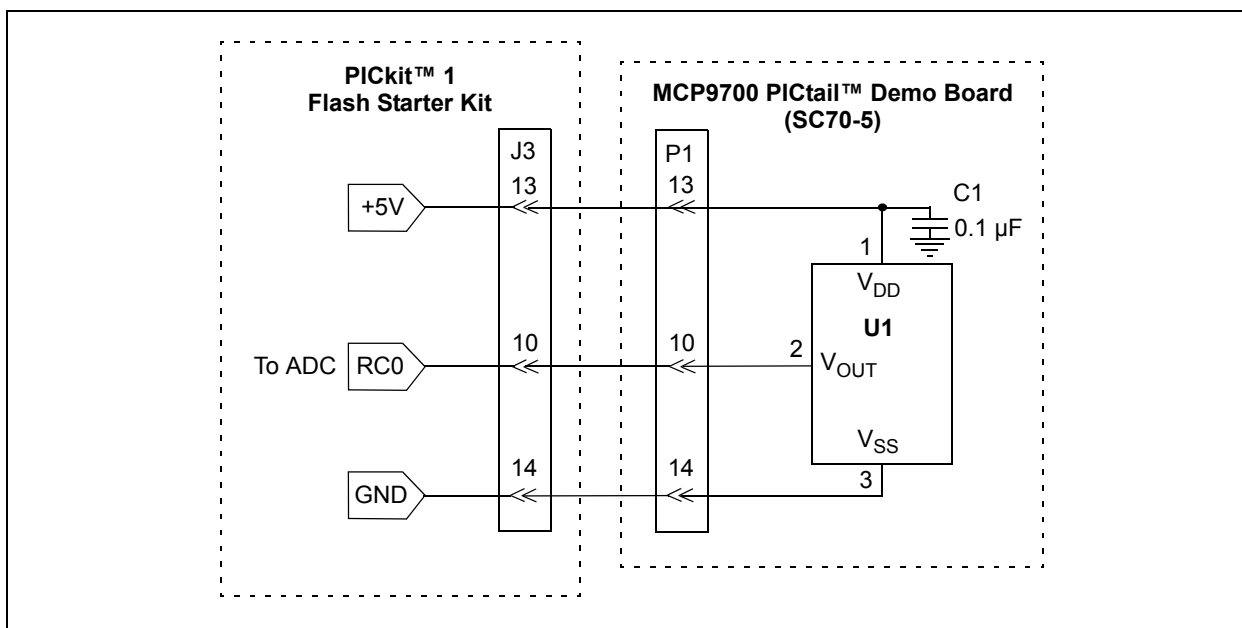 PICkit™ 1
Flash Starter Kit
MCP9700 PICtail™ Demo Board
(SC70-5)
J3
P1
13
13
+5V
C1
0.1 µF
1
VDD
U1
10
10
2
To ADC
RC0
VOUT
VSS
14
14
3
GND